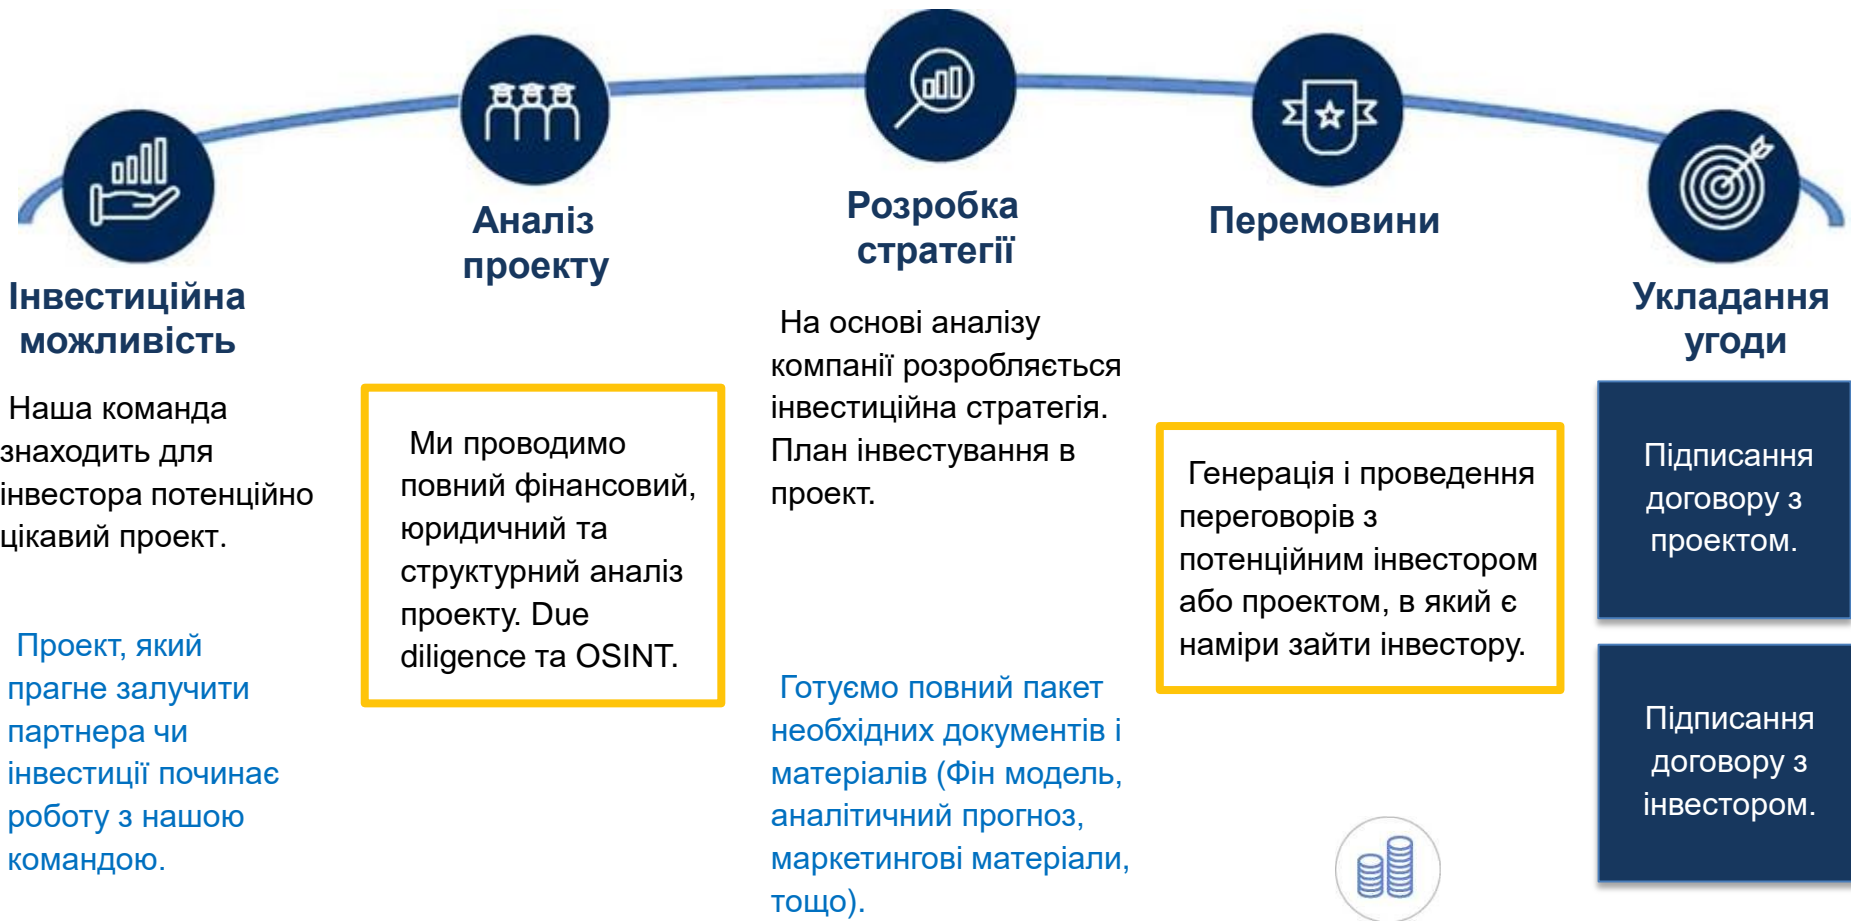 Інвестиційна
можливість
Наша команда
знаходить для
інвестора потенційно
цікавий проект.
Проект, який
прагне залучити
партнера чи
інвестиції починає
роботу з нашою
командою.
Аналіз
проекту
Ми проводимо
повний фінансовий,
юридичний та
структурний аналіз
проекту. Due
diligence та OSINT.
Розробка
стратегії
На основі аналізу
компанії розробляється
інвестиційна стратегія.
План інвестування в
проект.
Готуємо повний пакет
необхідних документів і
матеріалів (Фін модель,
аналітичний прогноз,
маркетингові матеріали,
тощо).
Перемовини
Генерація і проведення
переговорів з
потенційним інвестором
або проектом, в який є
наміри зайти інвестору.
Укладання
угоди
Підписання
договору з
проектом.
Підписання
договору з
інвестором.